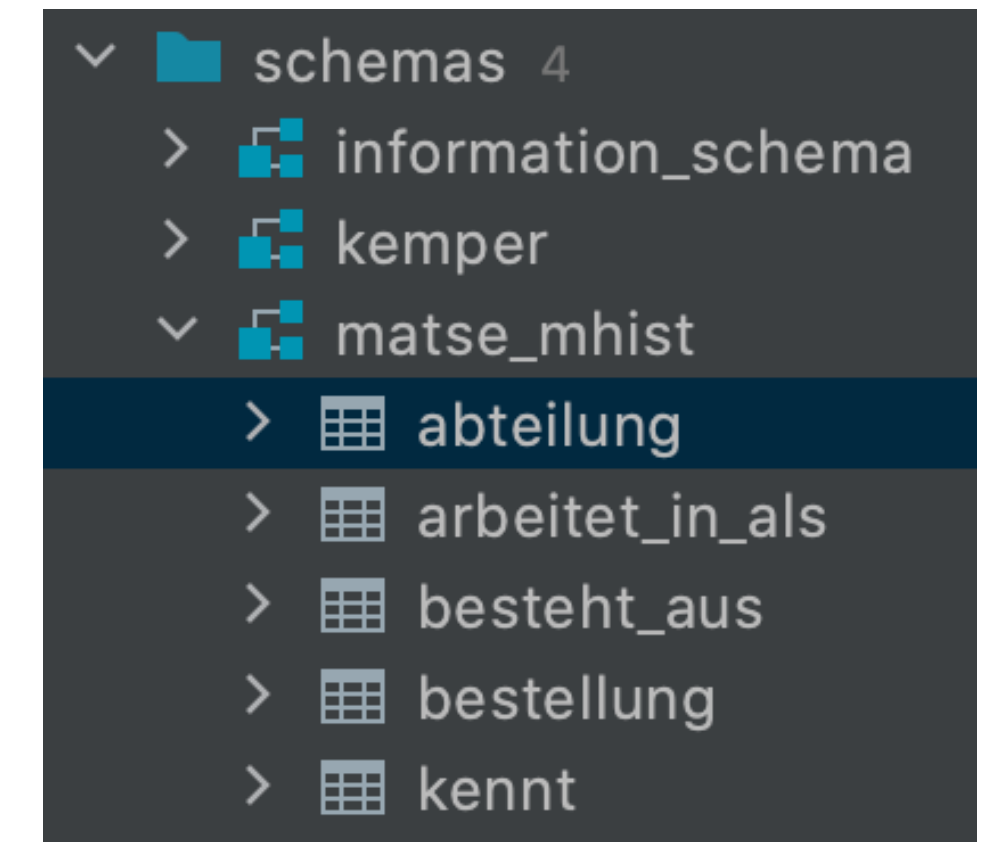 schemas 4
information_schema
kemper
matse_mhist
abteilung
arbeitet_in_als
besteht_aus
bestellung
kennt